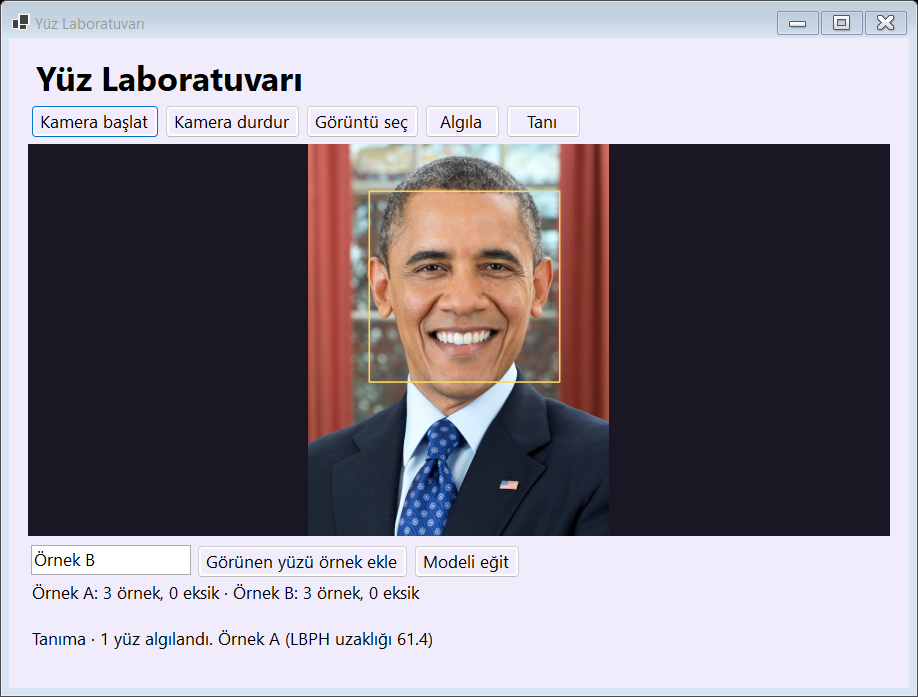 Yüz Laboratuvarı
Yüz Laboratuvarı
Kamera başlat Kamera durdur Görüntü seç Algıla Tanı
Örnek B Görünen yüzü örnek ekle Modeli eğit
Örnek A: 3 örnek, 0 eksik · Örnek B: 3 örnek, 0 eksik
Tanıma · 1 yüz algılandı. Örnek A (LBPH uzaklığı 61.4)